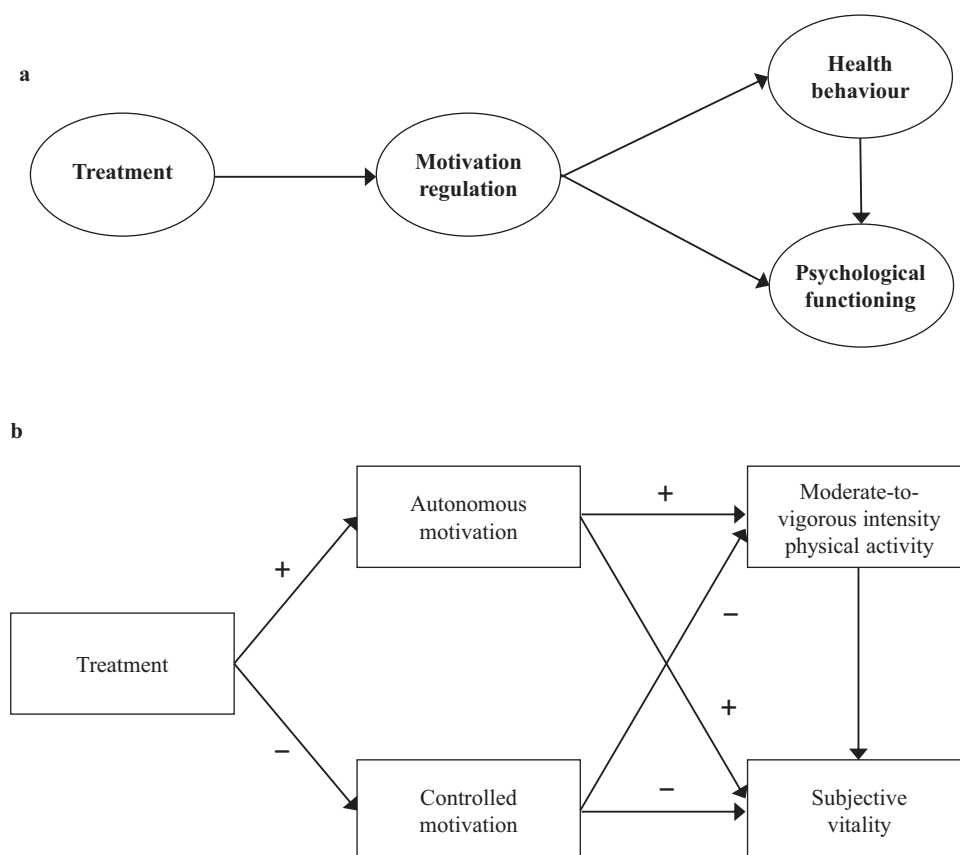 a
Health
behaviour
Treatment
Motivation
regulation
Psychological
functioning
b
Autonomous
motivation
+
Moderate-to-
vigorous intensity
physical activity
+
−
Treatment
+
−
Controlled
motivation
−
Subjective
vitality